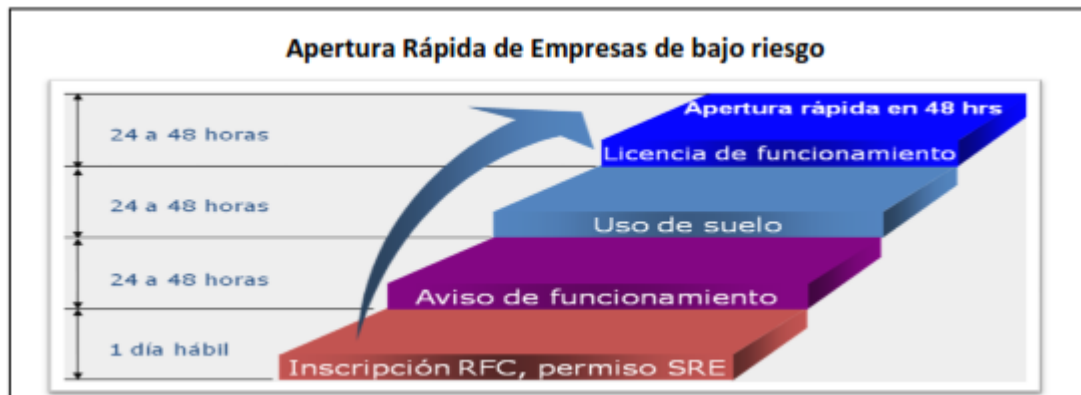 Apertura Rápida de Empresas de bajo riesgo
Apertura rápida en 48 hrs
24 a 48 horas
Licencia de funcionamiento
24 a 48 horas
Uso de suelo
24 a 48 horas
Aviso de funcionamiento
1 día hábil
Inscripción RFC, permiso SRE